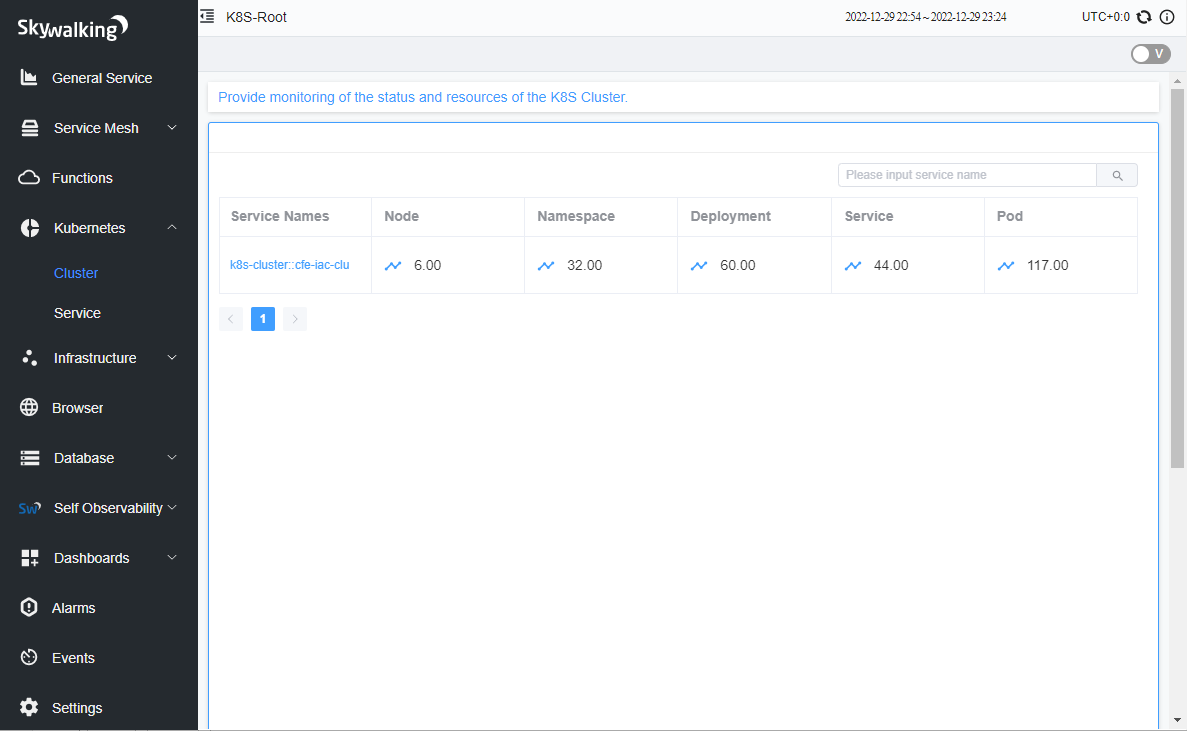 Skywalking
General Service
Service Mesh
Functions
Kubernetes
Cluster
Service
Infrastructure
Browser
Database
Sw Self Observability
Dashboards
Alarms
Events
Settings
K8S-Root 2022-12-29 22:54 ~ 2022-12-29 23:24 UTC+0:0
V
Provide monitoring of the status and resources of the K8S Cluster.
Please input service name
Service Names Node Namespace Deployment Service Pod
k8s-cluster::cfe-iac-clu 6.00 32.00 60.00 44.00 117.00
1